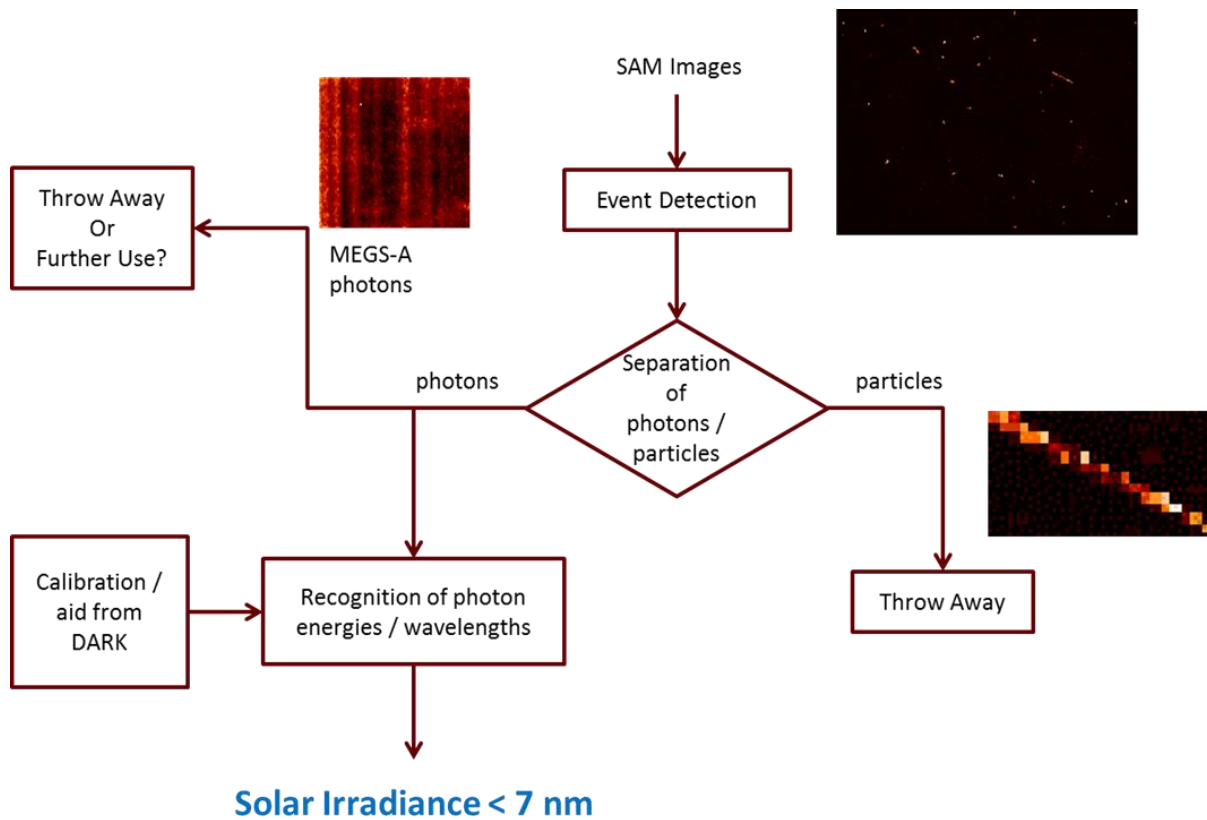 SAM Images
Event Detection
Throw Away
Or
Further Use?
MEGS-A
photons
photons
Separation
of
photons /
particles
particles
Calibration /
aid from
DARK
Recognition of photon
energies / wavelengths
Throw Away
Solar Irradiance < 7 nm